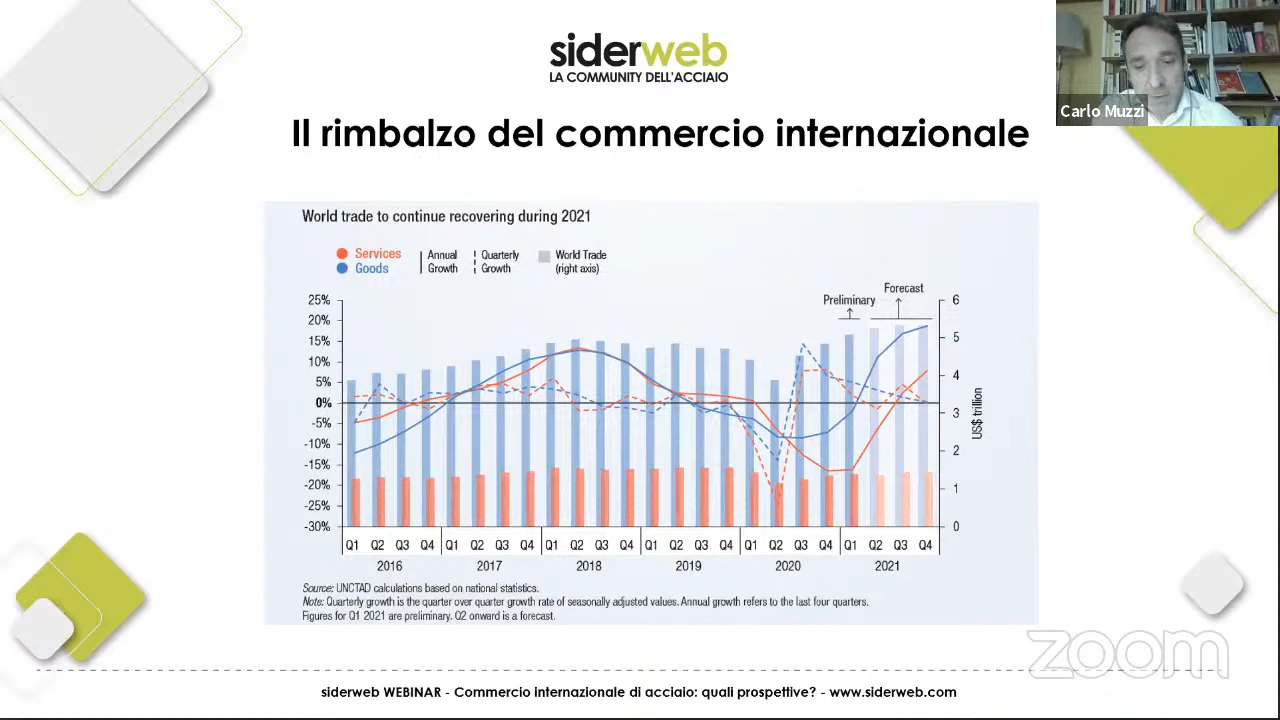 siderweb
LA COMMUNITY DELL'ACCIAIO
Carlo Muzzi
Il rimbalzo del commercio internazionale
World trade to continue recovering during 2021
Services
Goods
Annual Growth
Quarterly Growth
World Trade (right axis)
Preliminary
Forecast
25%
20%
15%
10%
5%
0%
-5%
-10%
-15%
-20%
-25%
-30%
6
5
4
3
2
1
0
US$ trillion
Q1 Q2 Q3 Q4 Q1 Q2 Q3 Q4 Q1 Q2 Q3 Q4 Q1 Q2 Q3 Q4 Q1 Q2 Q3 Q4 Q1 Q2 Q3 Q4
2016 2017 2018 2019 2020 2021
Source: UNCTAD calculations based on national statistics.
Note: Quarterly growth is the quarter over quarter growth rate of seasonally adjusted values. Annual growth refers to the last four quarters.
Figures for Q1 2021 are preliminary. Q2 onward is a forecast.
zoom
siderweb WEBINAR - Commercio internazionale di acciaio: quali prospettive? - www.siderweb.com